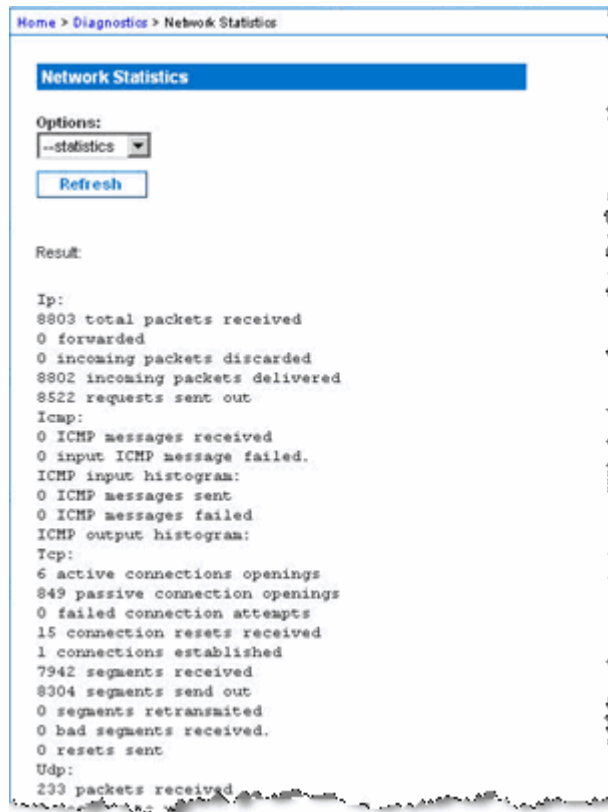 Home > Diagnostics > Network Statistics
Network Statistics
Options:
--statistics
Refresh
Result:
Ip:
8803 total packets received
0 forwarded
0 incoming packets discarded
8802 incoming packets delivered
8522 requests sent out
Icmp:
0 ICMP messages received
0 input ICMP message failed.
ICMP input histogram:
0 ICMP messages sent
0 ICMP messages failed
ICMP output histogram:
Tcp:
6 active connections openings
849 passive connection openings
0 failed connection attempts
15 connection resets received
1 connections established
7942 segments received
8304 segments send out
0 segments retransmited
0 bad segments received.
0 resets sent
Udp:
233 packets received